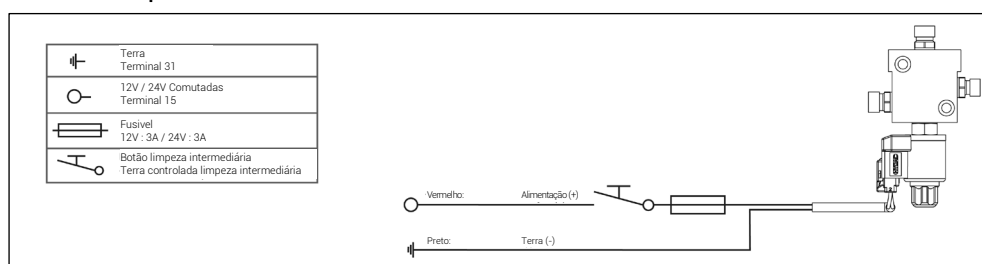 Terra
Terminal 31
12V / 24V Comutadas
Terminal 15
Fusivel
12V : 3A / 24V : 3A
Botão limpeza intermediária
Terra controlada limpeza intermediária
Vermelho: Alimentação (+)
Preto: Terra (-)